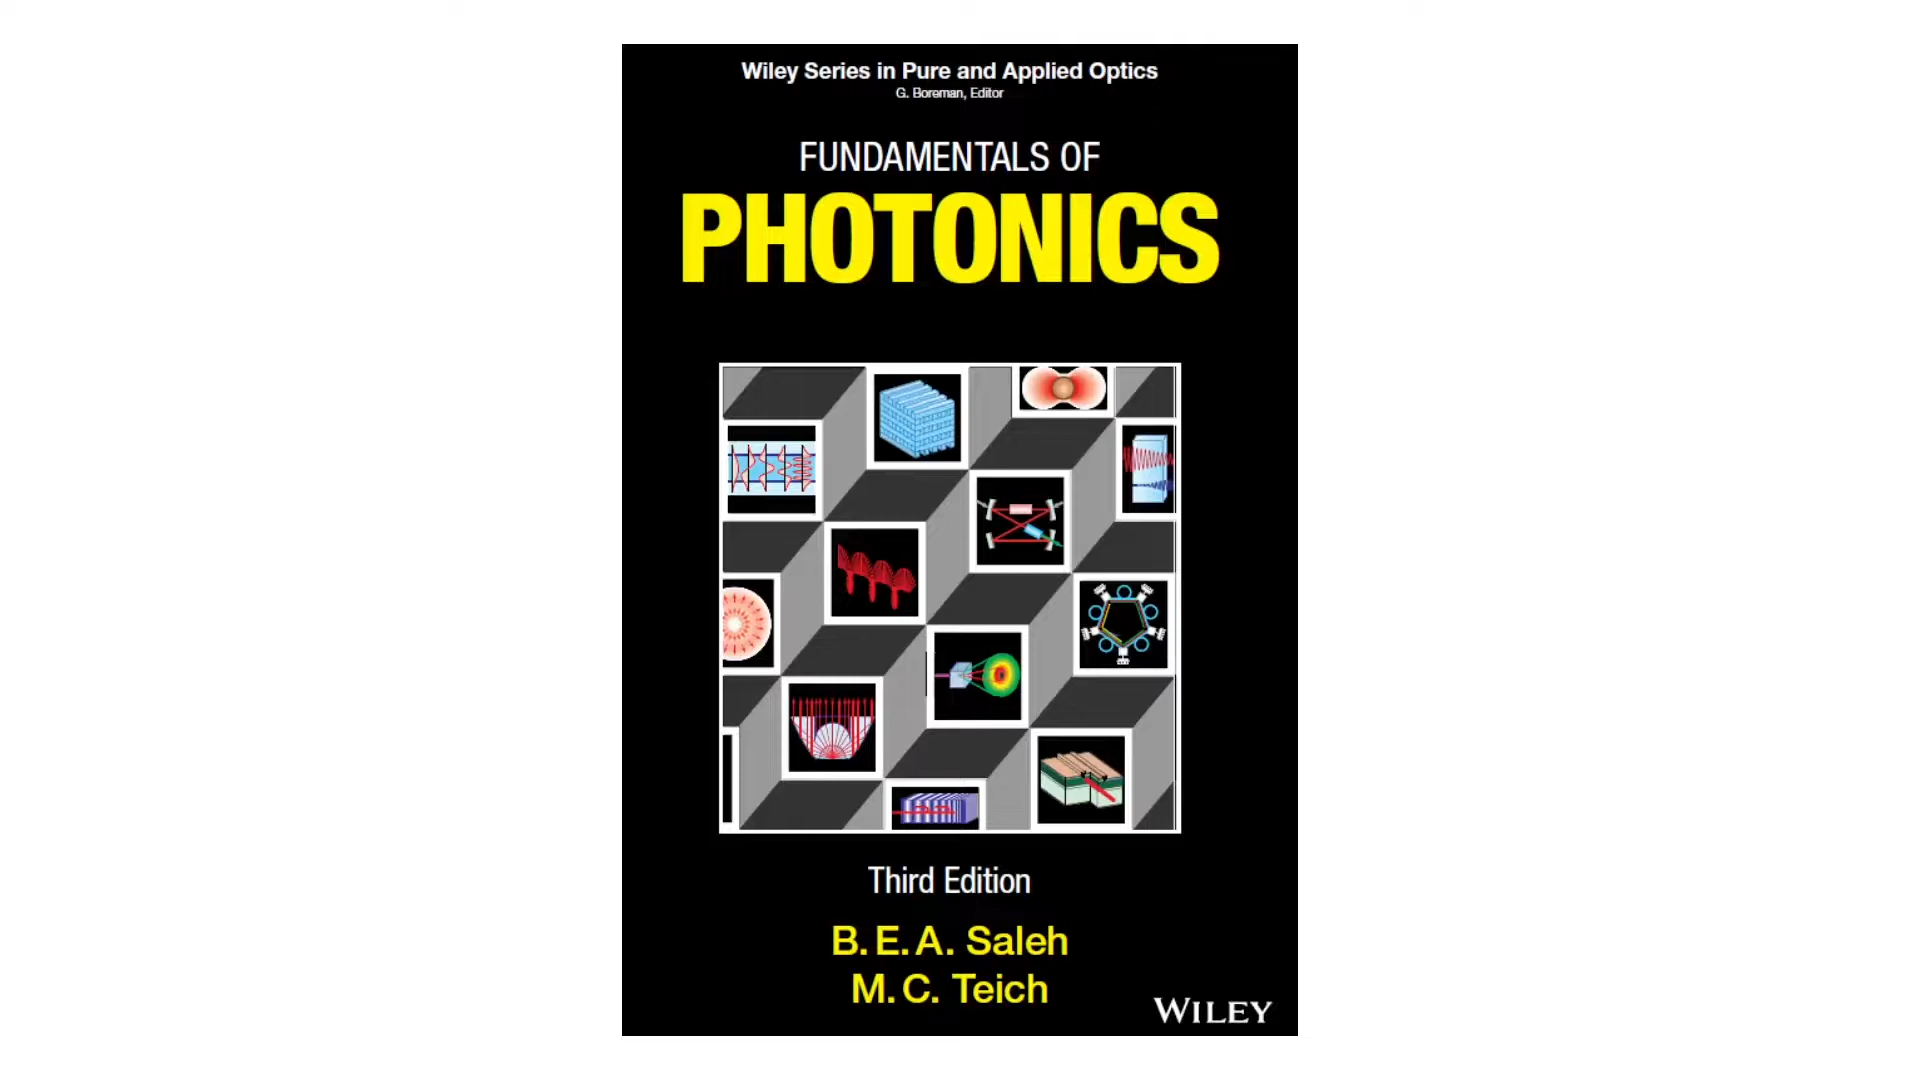 Wiley Series in Pure and Applied Optics
G. Boreman, Editor
FUNDAMENTALS OF
PHOTONICS
Third Edition
B. E. A. Saleh
M. C. Teich
WILEY